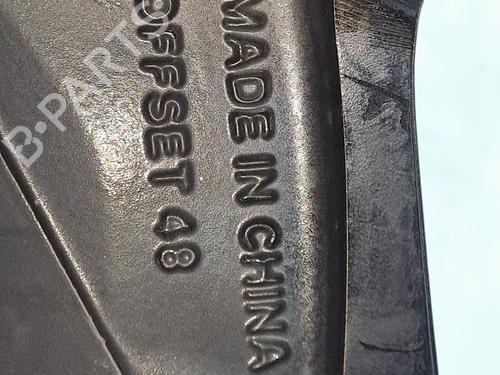 MADE IN CHINA
OFFSET 48
B-PARTS